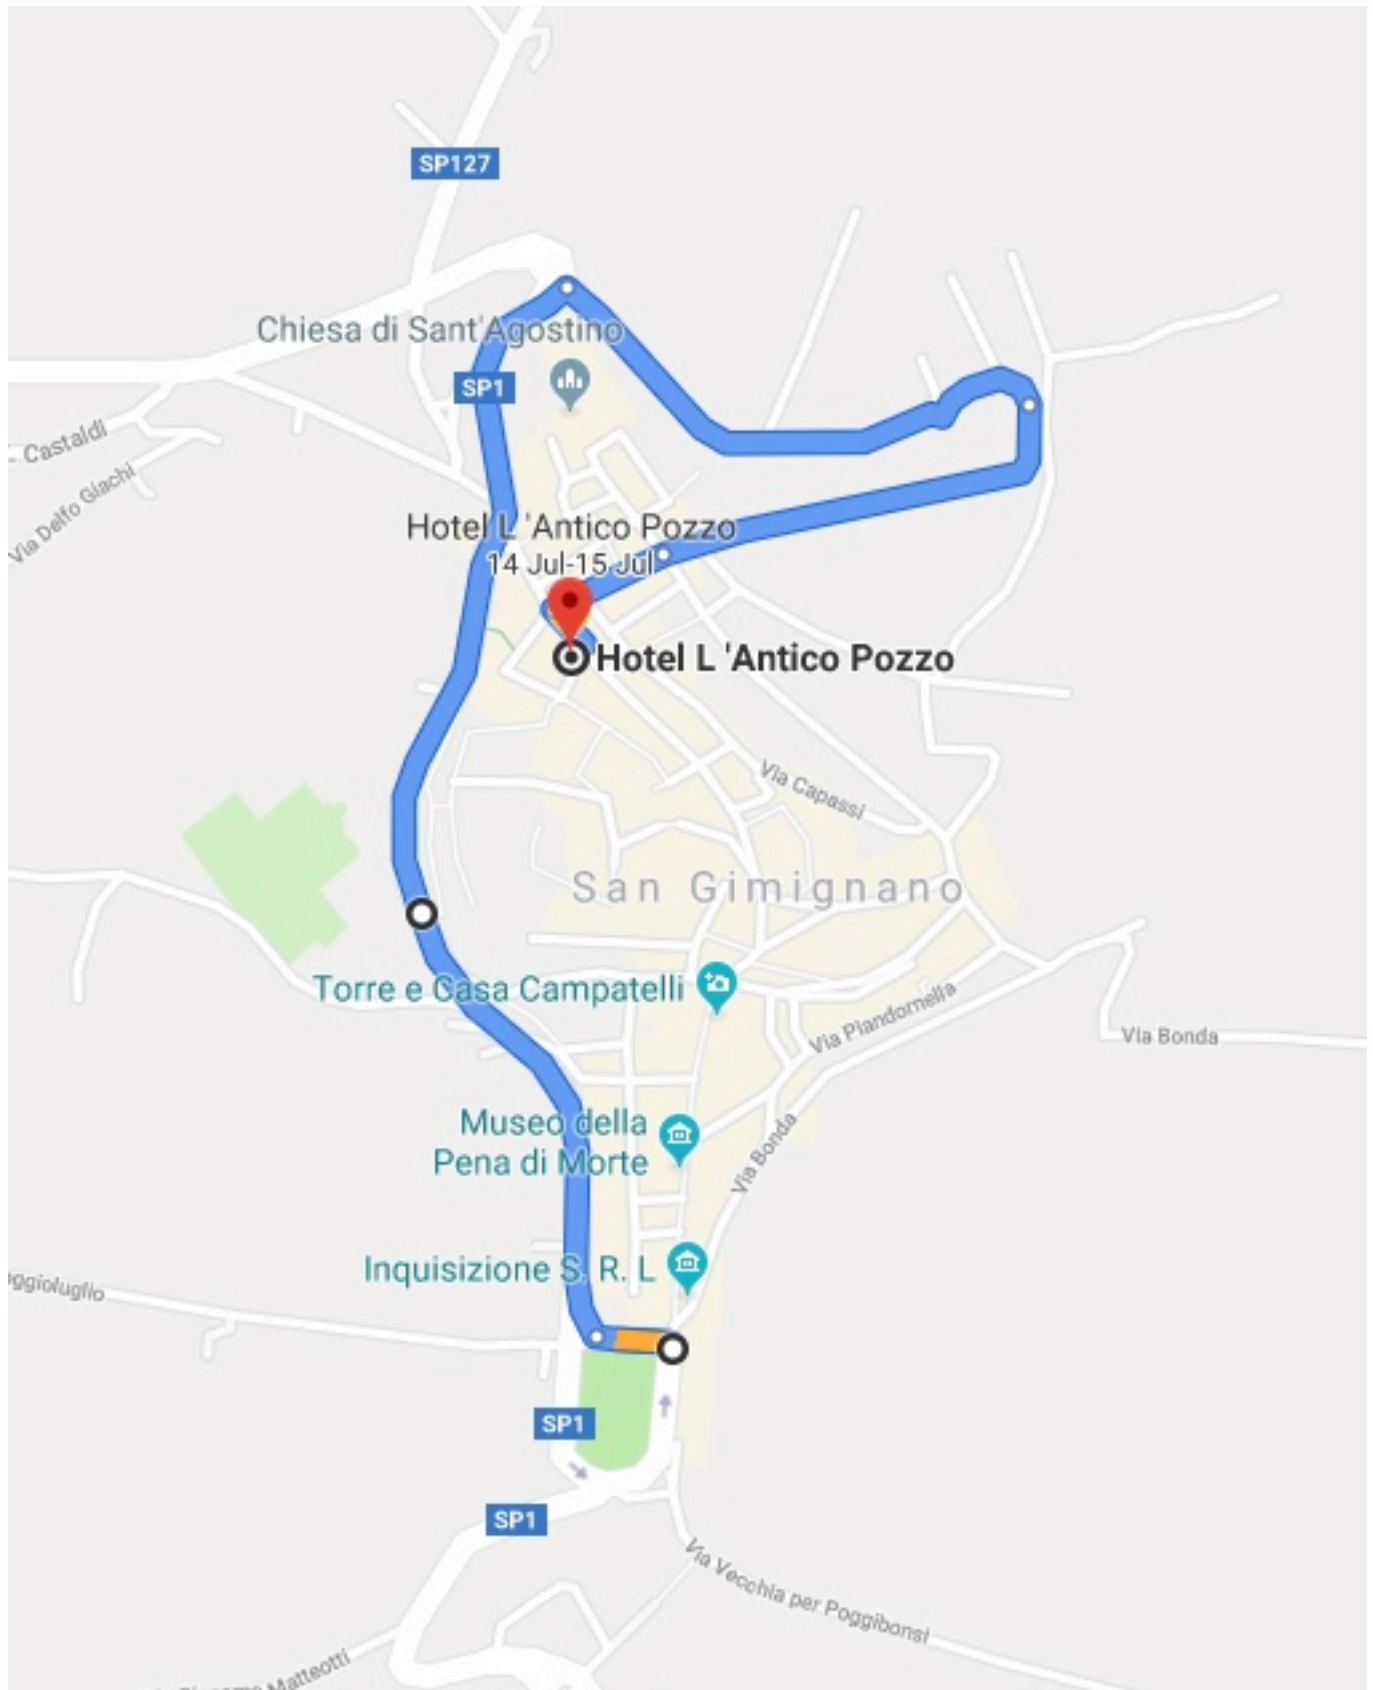 SP127
Chiesa di Sant'Agostino
SP1
Castaldi
Via Delfo Giachi
Hotel L 'Antico Pozzo
14 Jul-15 Jul
Hotel L 'Antico Pozzo
Via Capassi
San Gimignano
Torre e Casa Campatelli
Via Piandornella
Via Bonda
Museo della
Pena di Morte
Via Bonda
Inquisizione S. R. L
oggioluglio
SP1
SP1
Via Vecchia per Poggibonsi
Matteotti